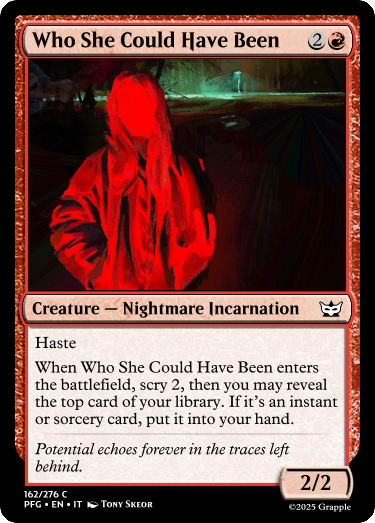 Who She Could Have Been 2
Creature — Nightmare Incarnation
Haste
When Who She Could Have Been enters
the battlefield, scry 2, then you may reveal
the top card of your library. If it's an instant
or sorcery card, put it into your hand.
Potential echoes forever in the traces left
behind.
2/2
162/276 C
PFG • EN • IT Tony Skeor
©2025 Grapple